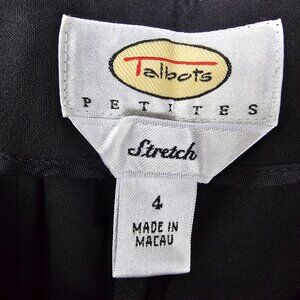 Talbots
PETITES
Stretch
4
MADE IN
MACAU